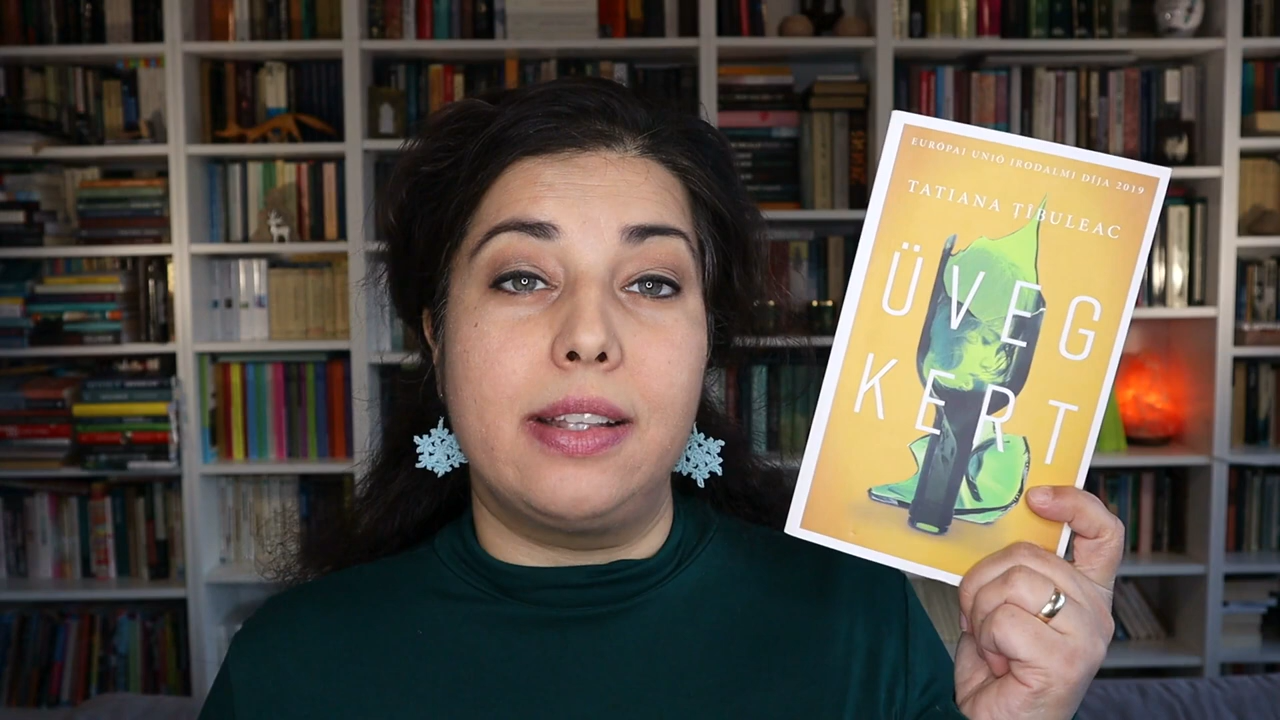 EURÓPAI UNIÓ IRODALMI DÍJA 2019
TATIANA ȚÎBULEAC
ÜVEG
KERT